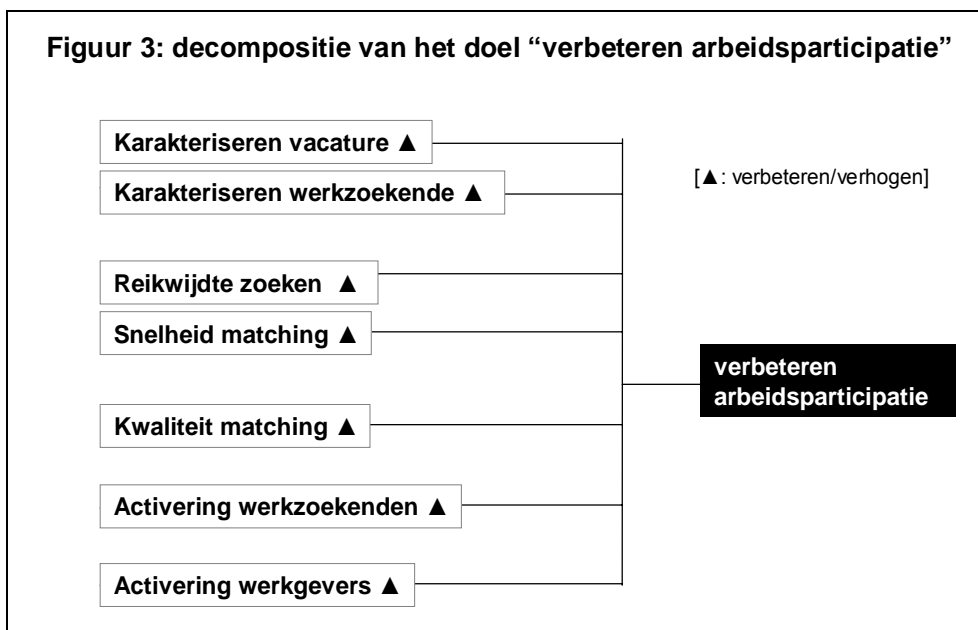 Figuur 3: decompositie van het doel “verbeteren arbeidsparticipatie”
Karakteriseren vacature ▲
[▲: verbeteren/verhogen]
Karakteriseren werkzoekende ▲
Reikwijdte zoeken ▲
Snelheid matching ▲
verbeteren
arbeidsparticipatie
Kwaliteit matching ▲
Activering werkzoekenden ▲
Activering werkgevers ▲